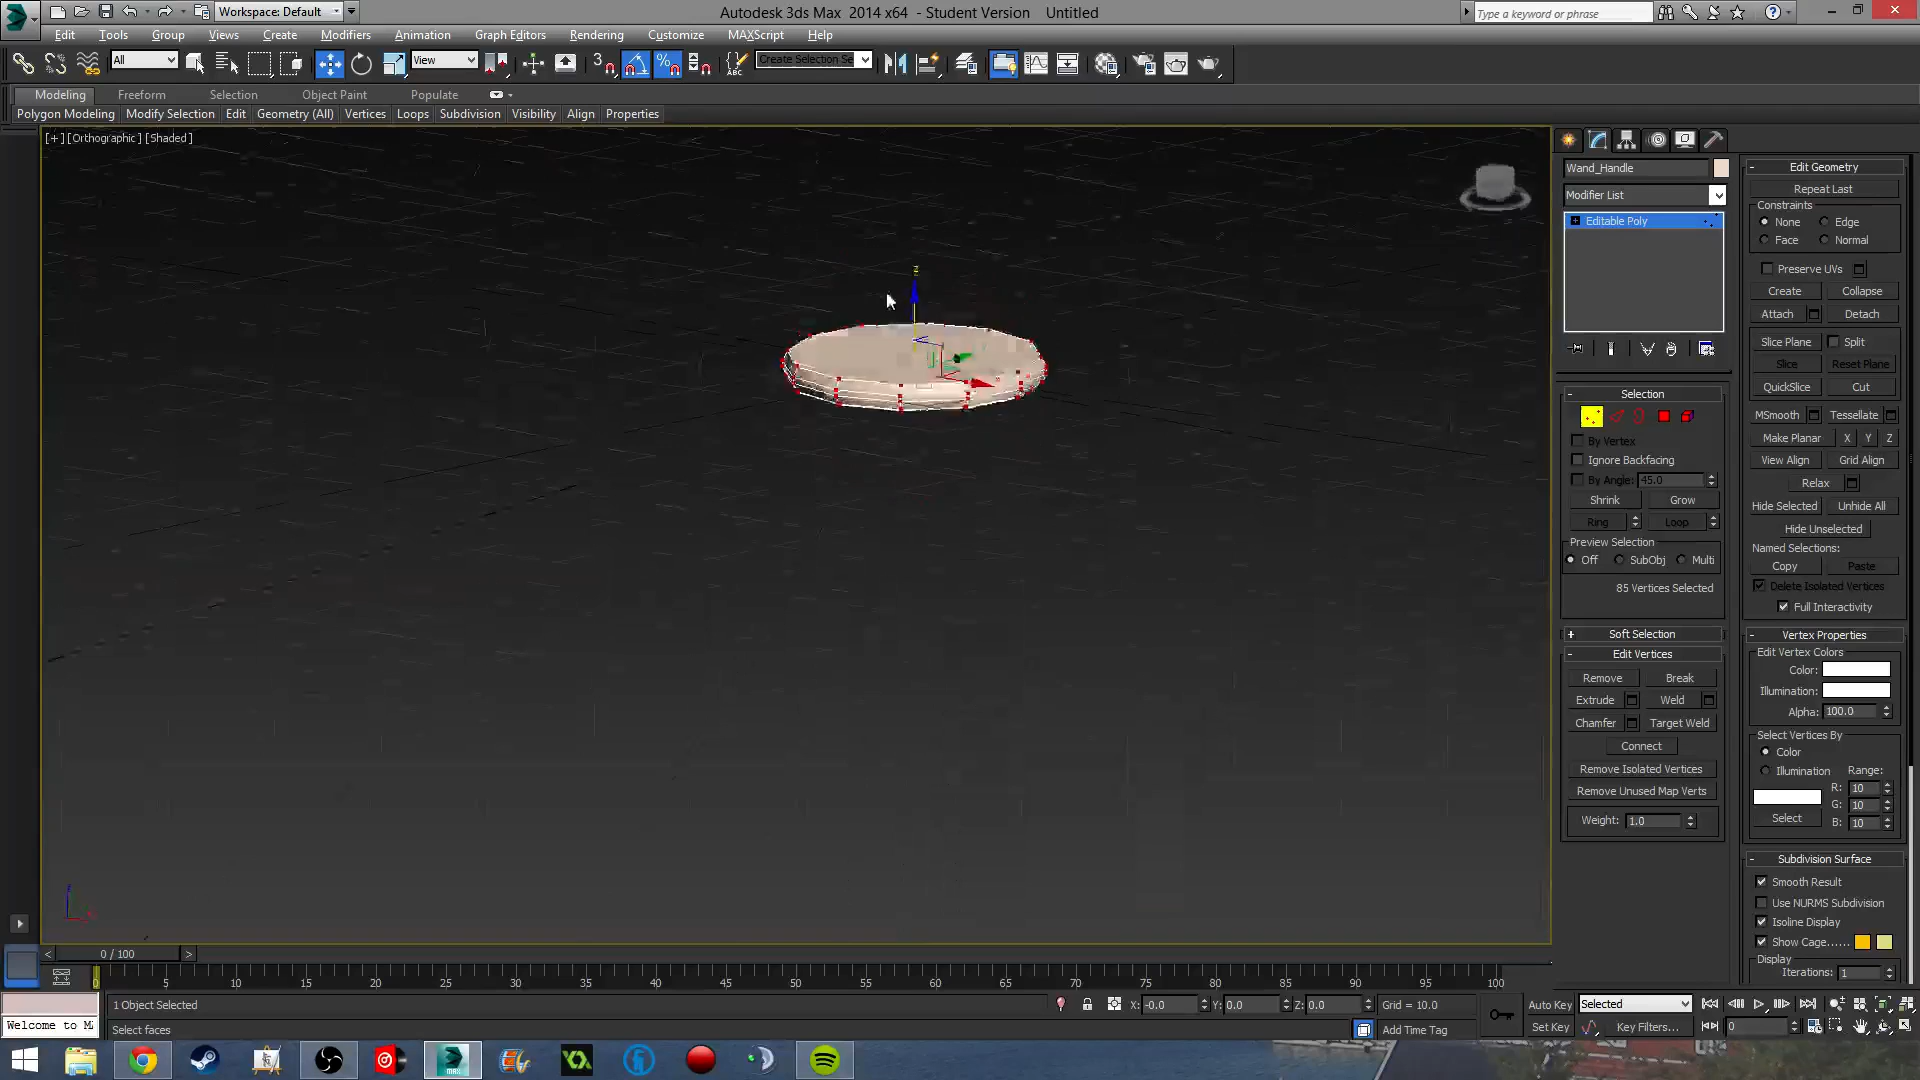 Workspace: Default
Autodesk 3ds Max 2014 x64 - Student Version Untitled
Type a keyword or phrase
Edit Tools Group Views Create Modifiers Animation Graph Editors Rendering Customize MAXScript Help
All View Create Selection Se
Modeling Freeform Selection Object Paint Populate
Polygon Modeling Modify Selection Edit Geometry (All) Vertices Loops Subdivision Visibility Align Properties
[+] [Orthographic] [Shaded]
z
Wand_Handle
Modifier List
Editable Poly
Selection
By Vertex
Ignore Backfacing
By Angle: 45.0
Shrink Grow
Ring Loop
Preview Selection
Off SubObj Multi
85 Vertices Selected
Soft Selection
Edit Vertices
Remove Break
Extrude Weld
Chamfer Target Weld
Connect
Remove Isolated Vertices
Remove Unused Map Verts
Weight: 1.0
Edit Geometry
Repeat Last
Constraints
None Edge
Face Normal
Preserve UVs
Create Collapse
Attach Detach
Slice Plane Split
Slice Reset Plane
QuickSlice Cut
MSmooth Tessellate
Make Planar X Y Z
View Align Grid Align
Relax
Hide Selected Unhide All
Hide Unselected
Named Selections:
Copy Paste
Delete Isolated Vertices
Full Interactivity
Vertex Properties
Edit Vertex Colors
Color:
Illumination:
Alpha: 100.0
Select Vertices By
Color
Illumination Range:
R: 10
G: 10
Select B: 10
Subdivision Surface
Smooth Result
Use NURMS Subdivision
Isoline Display
Show Cage......
Display
Iterations: 1
< 0 / 100 >
0 5 10 15 20 25 30 35 40 45 50 55 60 65 70 75 80 85 90 95 100
1 Object Selected X: -0.0 Y: 0.0 Z: 0.0 Grid = 10.0 Auto Key Selected
Welcome to M
Select faces Add Time Tag Set Key Key Filters... 0
MAX